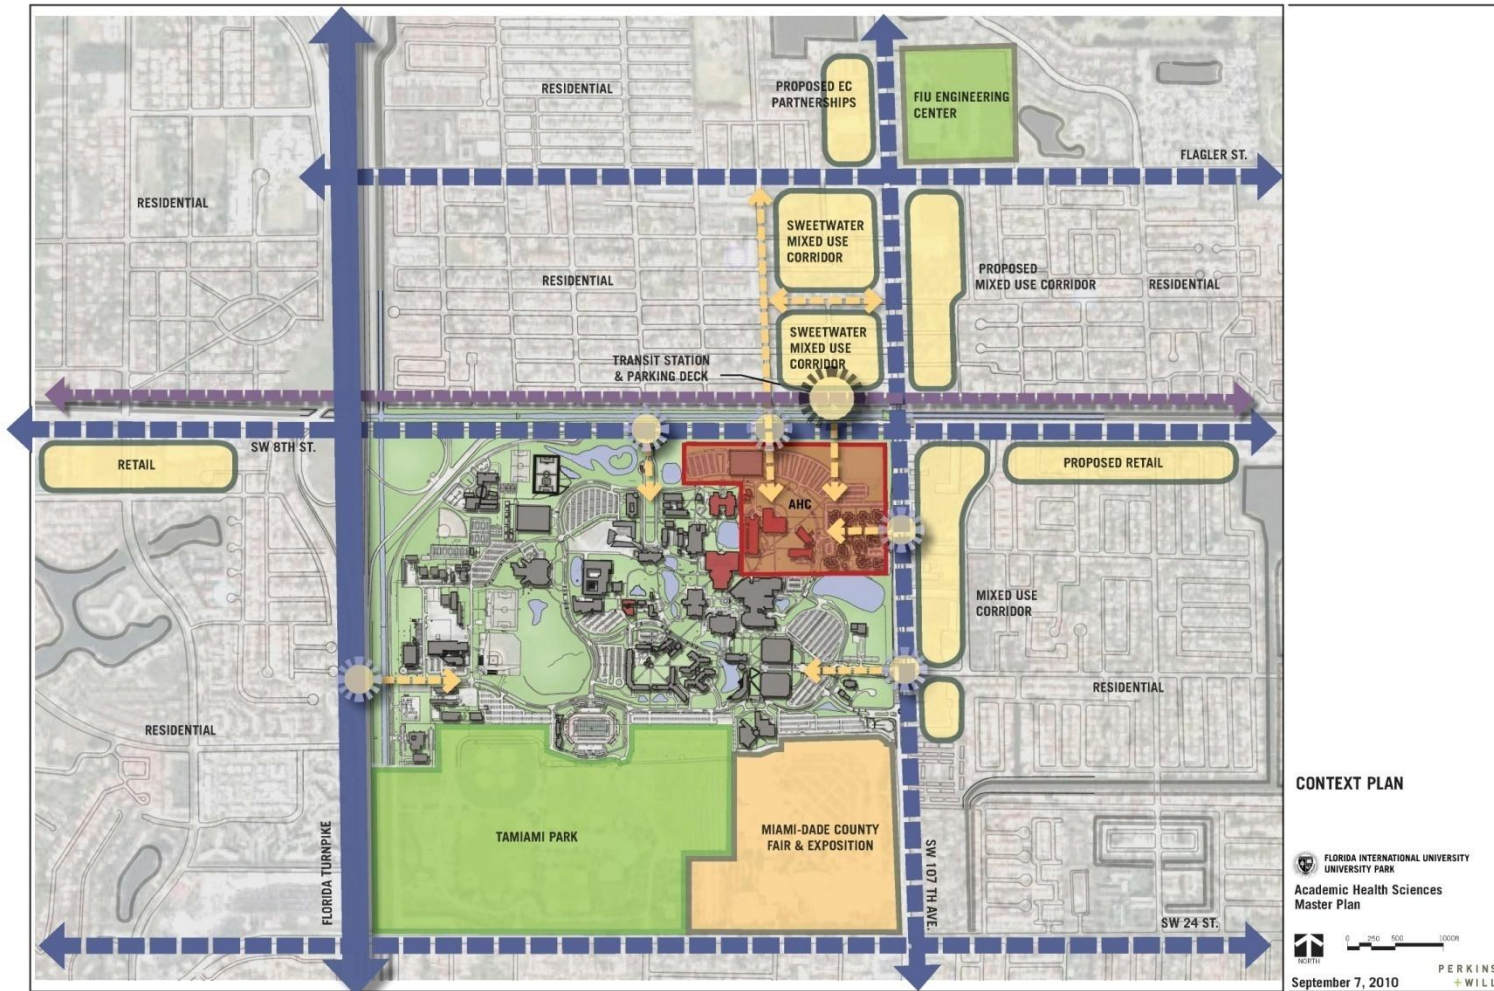 RESIDENTIAL
PROPOSED EC
PARTNERSHIPS
FIU ENGINEERING
CENTER
FLAGLER ST.
RESIDENTIAL
SWEETWATER
MIXED USE
CORRIDOR
RESIDENTIAL
PROPOSED
MIXED USE CORRIDOR
RESIDENTIAL
SWEETWATER
MIXED USE
CORRIDOR
TRANSIT STATION
& PARKING DECK
SW 8TH ST.
RETAIL
PROPOSED RETAIL
AHC
MIXED USE
CORRIDOR
RESIDENTIAL
RESIDENTIAL
TAMIAMI PARK
MIAMI-DADE COUNTY
FAIR & EXPOSITION
FLORIDA TURNPIKE
SW 107 TH AVE.
SW 24 ST.
CONTEXT PLAN
FLORIDA INTERNATIONAL UNIVERSITY
UNIVERSITY PARK
Academic Health Sciences
Master Plan
0 250 500 1000ft
NORTH
September 7, 2010
PERKINS
+ WILL